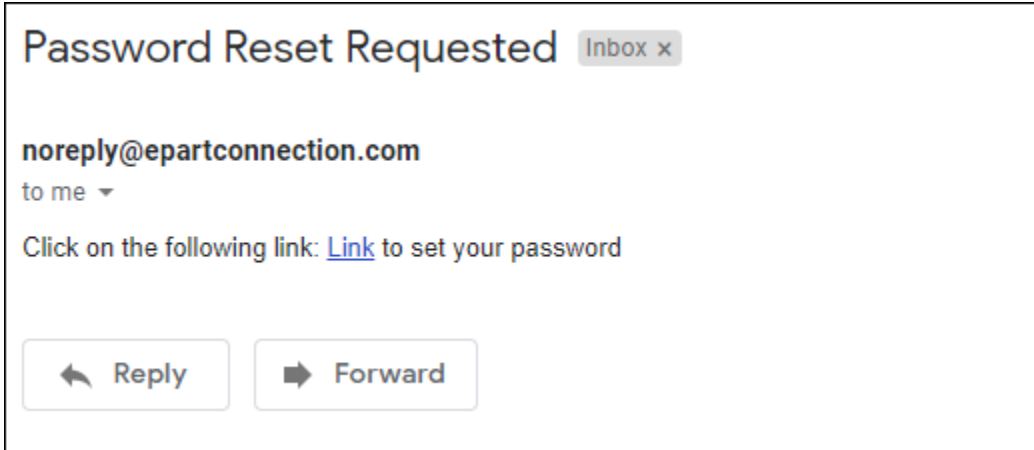 Password Reset Requested Inbox ×
noreply@epartconnection.com
to me
Click on the following link: Link to set your password
Reply Forward